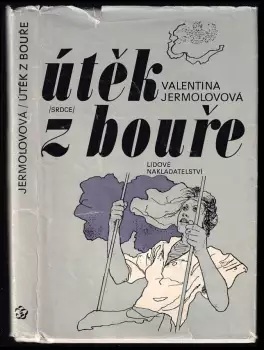 JERMOLOVOVÁ / ÚTĚK Z BOUŘE
útěk
VALENTINA
JERMOLOVOVÁ
/SRDCE/
z bouře
LIDOVÉ
NAKLADATELSTVÍ